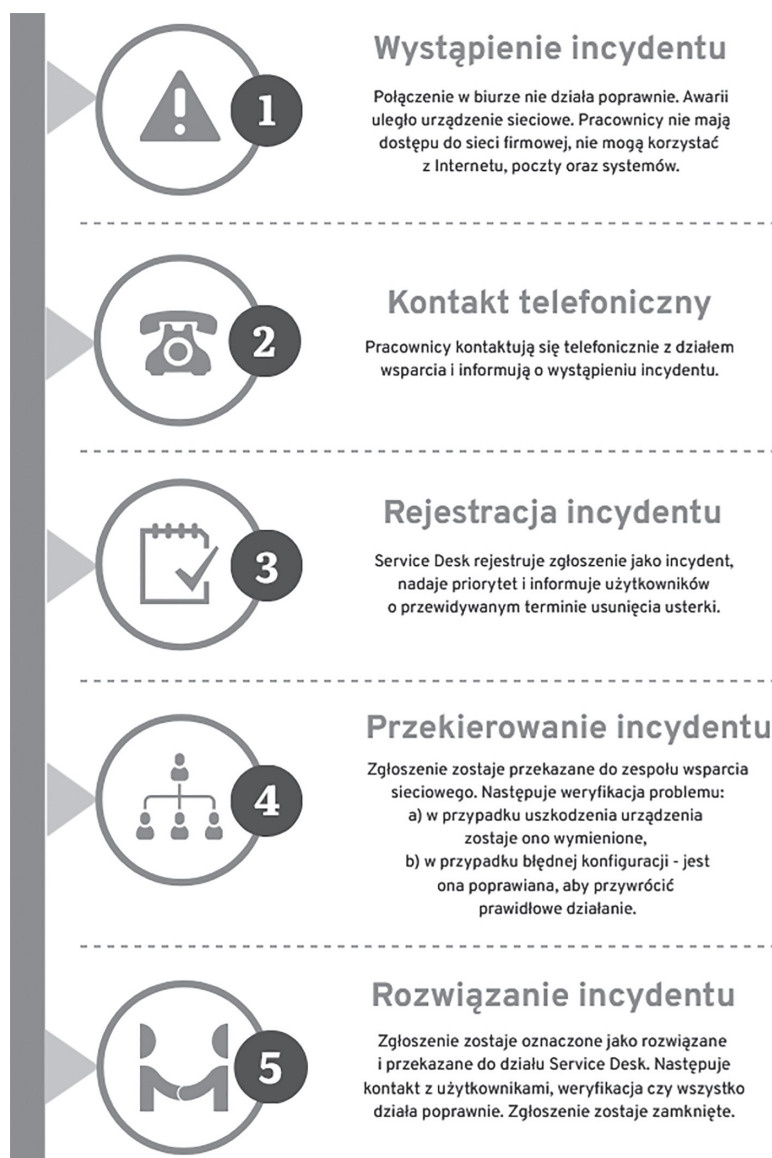 Wystąpienie incydentu
1
Połączenie w biurze nie działa poprawnie. Awarii
uległo urządzenie sieciowe. Pracownicy nie mają
dostępu do sieci firmowej, nie mogą korzystać
z Internetu, poczty oraz systemów.
Kontakt telefoniczny
2
Pracownicy kontaktują się telefonicznie z działem
wsparcia i informują o wystąpieniu incydentu.
Rejestracja incydentu
3
Service Desk rejestruje zgłoszenie jako incydent,
nadaje priorytet i informuje użytkowników
o przewidywanym terminie usunięcia usterki.
Przekierowanie incydentu
4
Zgłoszenie zostaje przekazane do zespołu wsparcia
sieciowego. Następuje weryfikacja problemu:
a) w przypadku uszkodzenia urządzenia
zostaje ono wymienione,
b) w przypadku błędnej konfiguracji - jest
ona poprawiana, aby przywrócić
prawidłowe działanie.
Rozwiązanie incydentu
5
Zgłoszenie zostaje oznaczone jako rozwiązane
i przekazane do działu Service Desk. Następuje
kontakt z użytkownikami, weryfikacja czy wszystko
działa poprawnie. Zgłoszenie zostaje zamknięte.